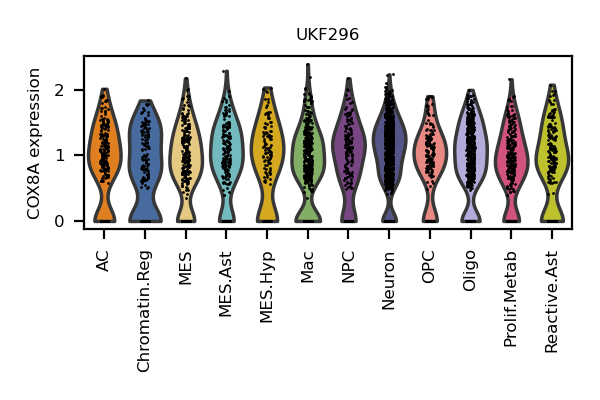 UKF296
COX8A expression
2
1
0
AC
Chromatin.Reg
MES
MES.Ast
MES.Hyp
Mac
NPC
Neuron
OPC
Oligo
Prolif.Metab
Reactive.Ast